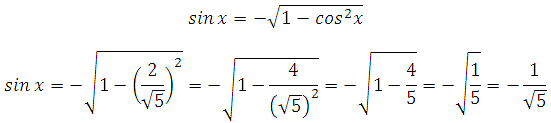 sin x = −√(1 − cos²x)
sin x = −√(1 − (2/√5)²) = −√(1 − 4/(√5)²) = −√(1 − 4/5) = −√(1/5) = −1/√5